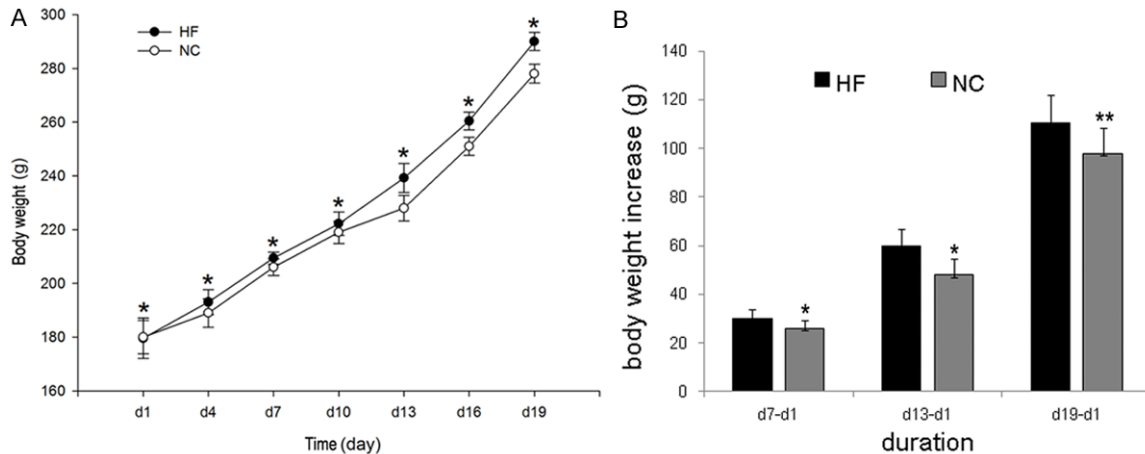 A
HF
NC
Body weight (g)
300
280
260
240
220
200
180
160
* * * * * * *
d1 d4 d7 d10 d13 d16 d19
Time (day)
B
HF NC
body weight increase (g)
140
120
100
80
60
40
20
0
* * **
d7-d1 d13-d1 d19-d1
duration